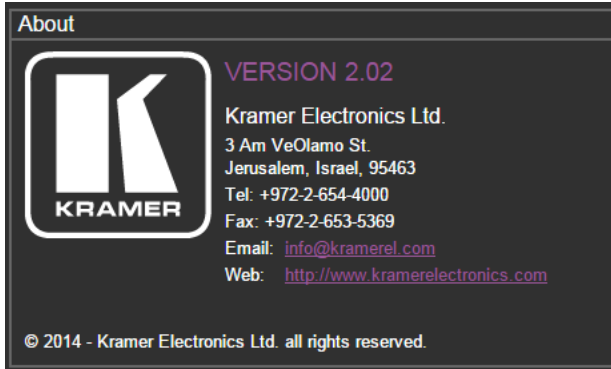 About
KRAMER
VERSION 2.02
Kramer Electronics Ltd.
3 Am VeOlamo St.
Jerusalem, Israel, 95463
Tel: +972-2-654-4000
Fax: +972-2-653-5369
Email: info@kramerel.com
Web: http://www.kramerelectronics.com
© 2014 - Kramer Electronics Ltd. all rights reserved.